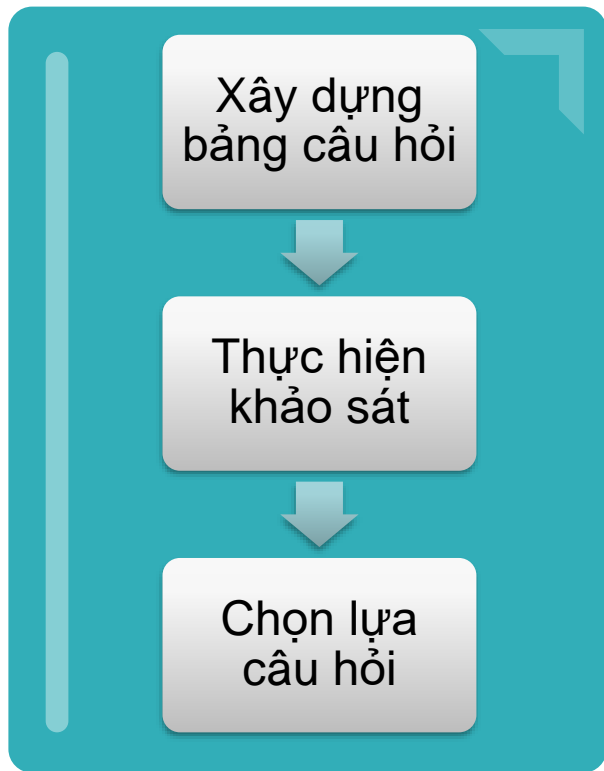 Xây dựng
bảng câu hỏi
Thực hiện
khảo sát
Chọn lựa
câu hỏi